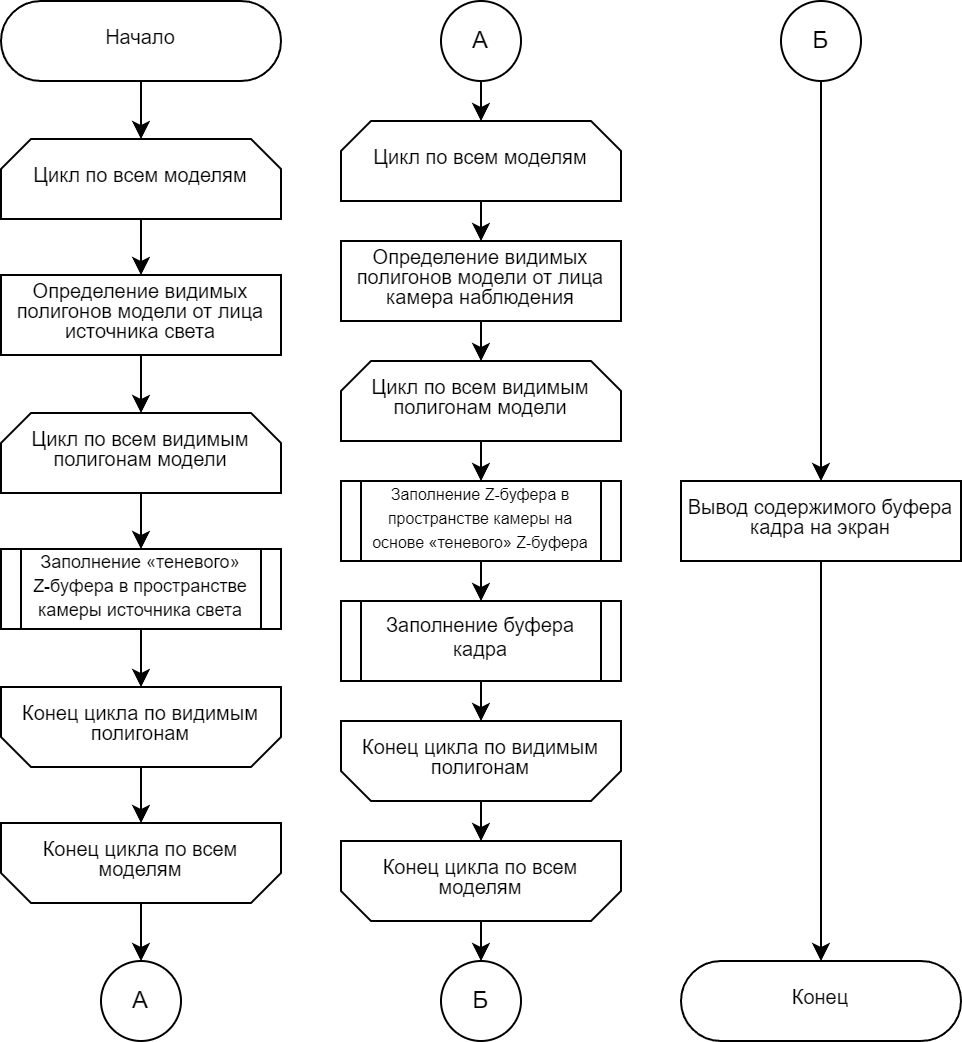 Начало
Цикл по всем моделям
Определение видимых
полигонов модели от лица
источника света
Цикл по всем видимым
полигонам модели
Заполнение «теневого»
Z-буфера в пространстве
камеры источника света
Конец цикла по видимым
полигонам
Конец цикла по всем
моделям
А
А
Цикл по всем моделям
Определение видимых
полигонов модели от лица
камера наблюдения
Цикл по всем видимым
полигонам модели
Заполнение Z-буфера в
пространстве камеры на
основе «теневого» Z-буфера
Заполнение буфера
кадра
Конец цикла по видимым
полигонам
Конец цикла по всем
моделям
Б
Б
Вывод содержимого буфера
кадра на экран
Конец